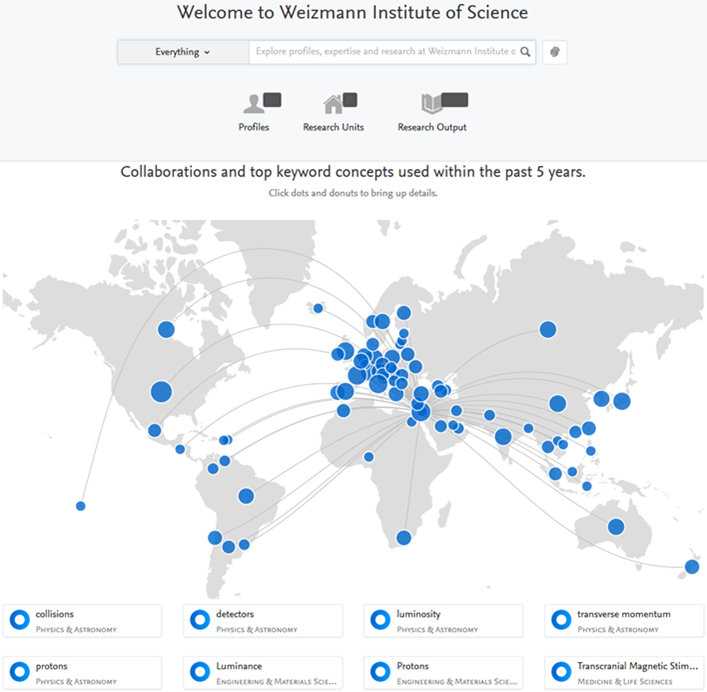 Welcome to Weizmann Institute of Science
Everything
Explore profiles, expertise and research at Weizmann Institute c
Profiles
Research Units
Research Output
Collaborations and top keyword concepts used within the past 5 years.
Click dots and donuts to bring up details.
collisions
PHYSICS & ASTRONOMY
detectors
PHYSICS & ASTRONOMY
luminosity
PHYSICS & ASTRONOMY
transverse momentum
PHYSICS & ASTRONOMY
protons
PHYSICS & ASTRONOMY
Luminance
ENGINEERING & MATERIALS SCIE...
Protons
ENGINEERING & MATERIALS SCIE...
Transcranial Magnetic Stim...
MEDICINE & LIFE SCIENCES